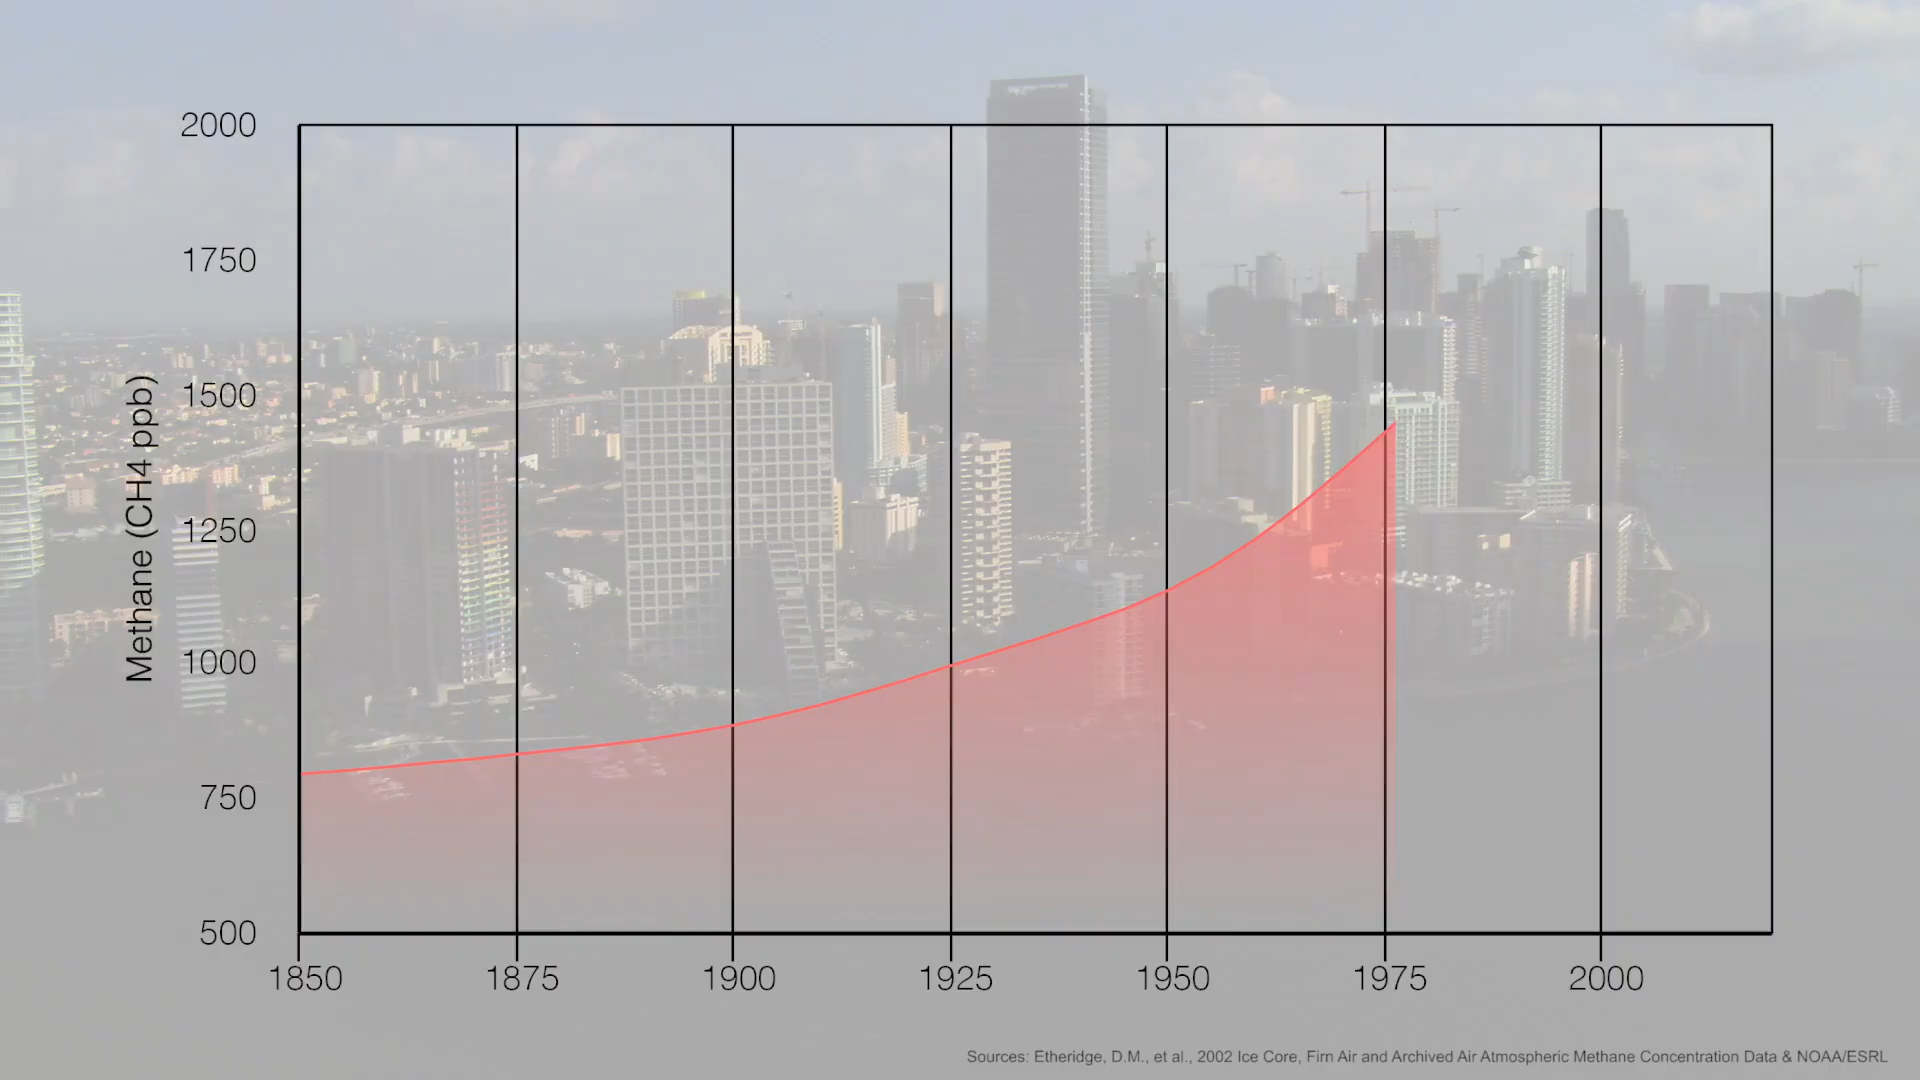 2000
1750
1500
1250
1000
750
500
Methane (CH4 ppb)
1850 1875 1900 1925 1950 1975 2000
Sources: Etheridge, D.M., et al., 2002 Ice Core, Firn Air and Archived Air Atmospheric Methane Concentration Data & NOAA/ESRL